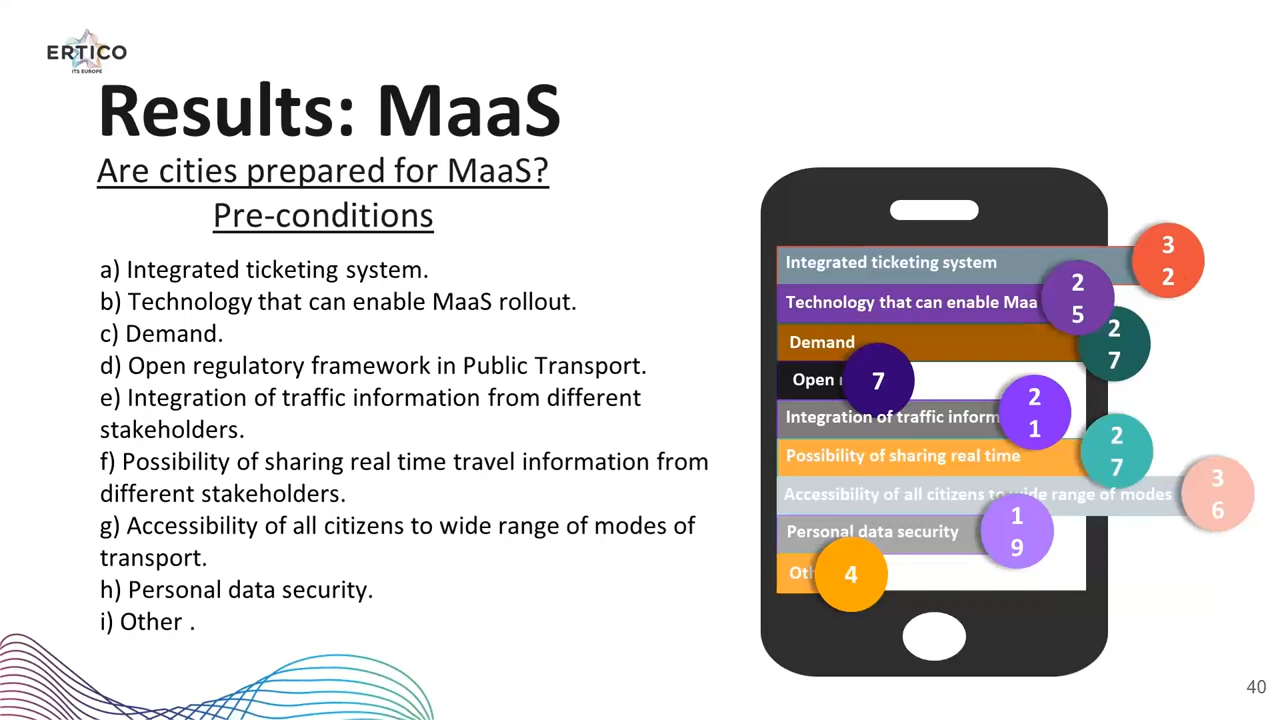 ERTICO
ITS EUROPE
Results: MaaS
Are cities prepared for MaaS?
Pre-conditions
a) Integrated ticketing system.
b) Technology that can enable MaaS rollout.
c) Demand.
d) Open regulatory framework in Public Transport.
e) Integration of traffic information from different
stakeholders.
f) Possibility of sharing real time travel information from
different stakeholders.
g) Accessibility of all citizens to wide range of modes of
transport.
h) Personal data security.
i) Other .
Integrated ticketing system
3
2
Technology that can enable Maa
2
5
Demand
2
7
Open
7
Integration of traffic inform
2
1
Possibility of sharing real time
2
7
Accessibility of all citizens to wide range of modes
3
6
Personal data security
1
9
Oth
4
40